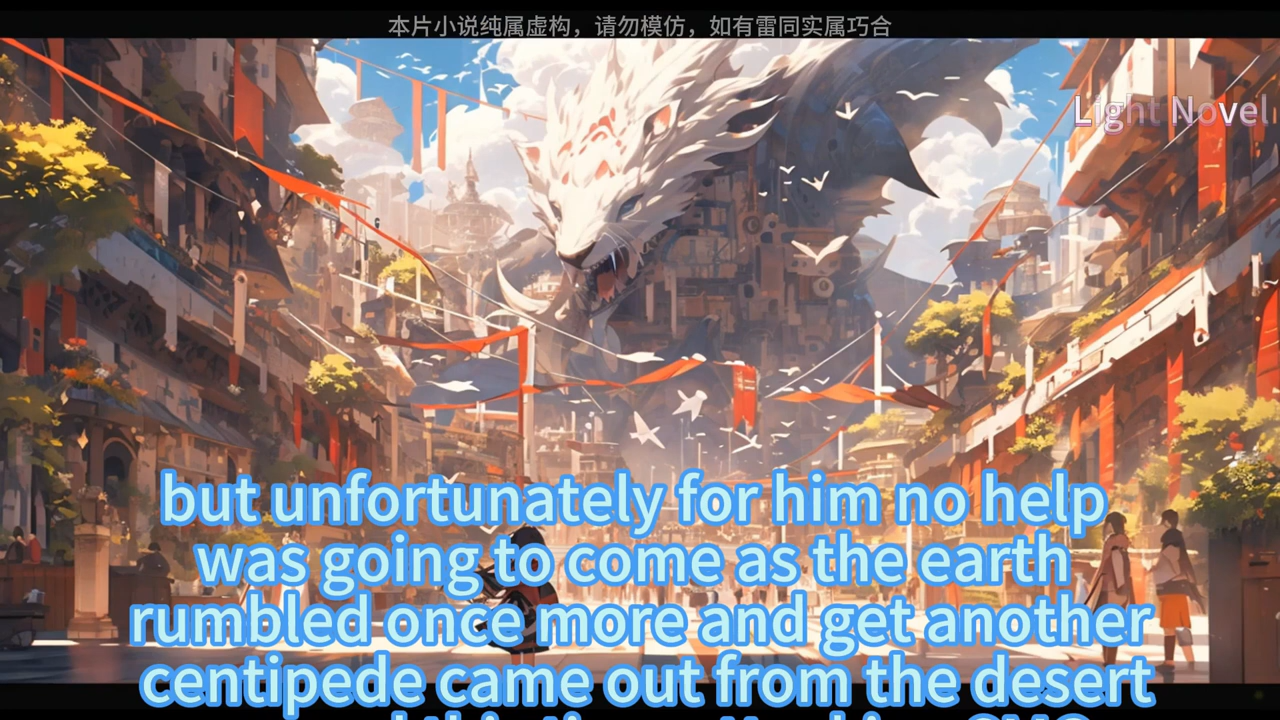 本片小说纯属虚构，请勿模仿，如有雷同实属巧合
Light Novel
but unfortunately for him no help
was going to come as the earth
rumbled once more and get another
centipede came out from the desert